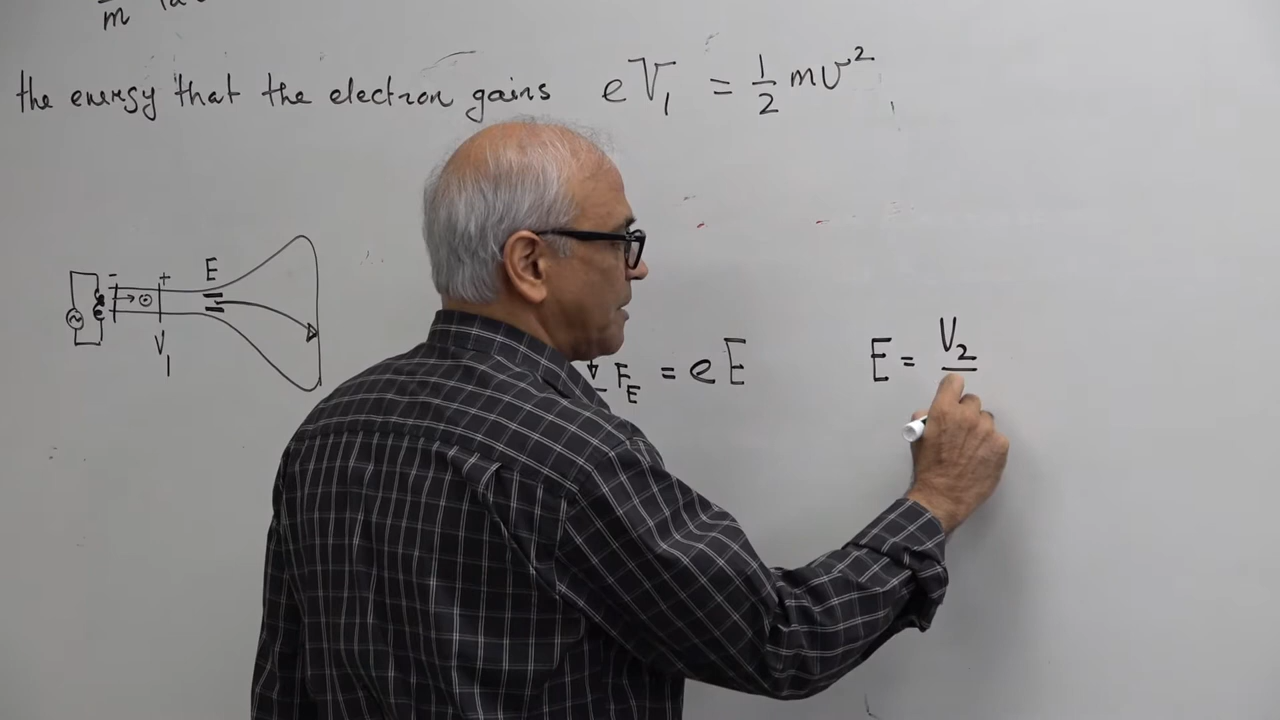 m
the energy that the electron gains eV₁ = 1/2 mv²
- + E
V₁
F_E = eE E = V₂